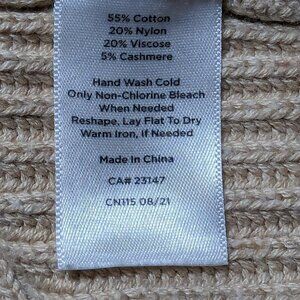 55% Cotton
20% Nylon
20% Viscose
5% Cashmere
Hand Wash Cold
Only Non-Chlorine Bleach
When Needed
Reshape, Lay Flat To Dry
Warm Iron, if Needed
Made In China
CA# 23147
CN115 08/21